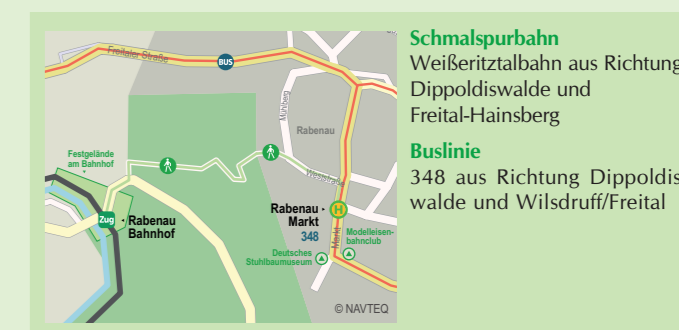 Freitaler Straße
BUS
Mühlberg
Rabenau
Festgelände
am Bahnhof
Weststraße
Zug
Rabenau
Bahnhof
Rabenau
Markt
348
H
Markt
Modelleisen-
bahnclub
Deutsches
Stuhlbaumuseum
© NAVTEQ
Schmalspurbahn
Weißeritztalbahn aus Richtung
Dippoldiswalde und
Freital-Hainsberg
Buslinie
348 aus Richtung Dippoldis
walde und Wilsdruff/Freital